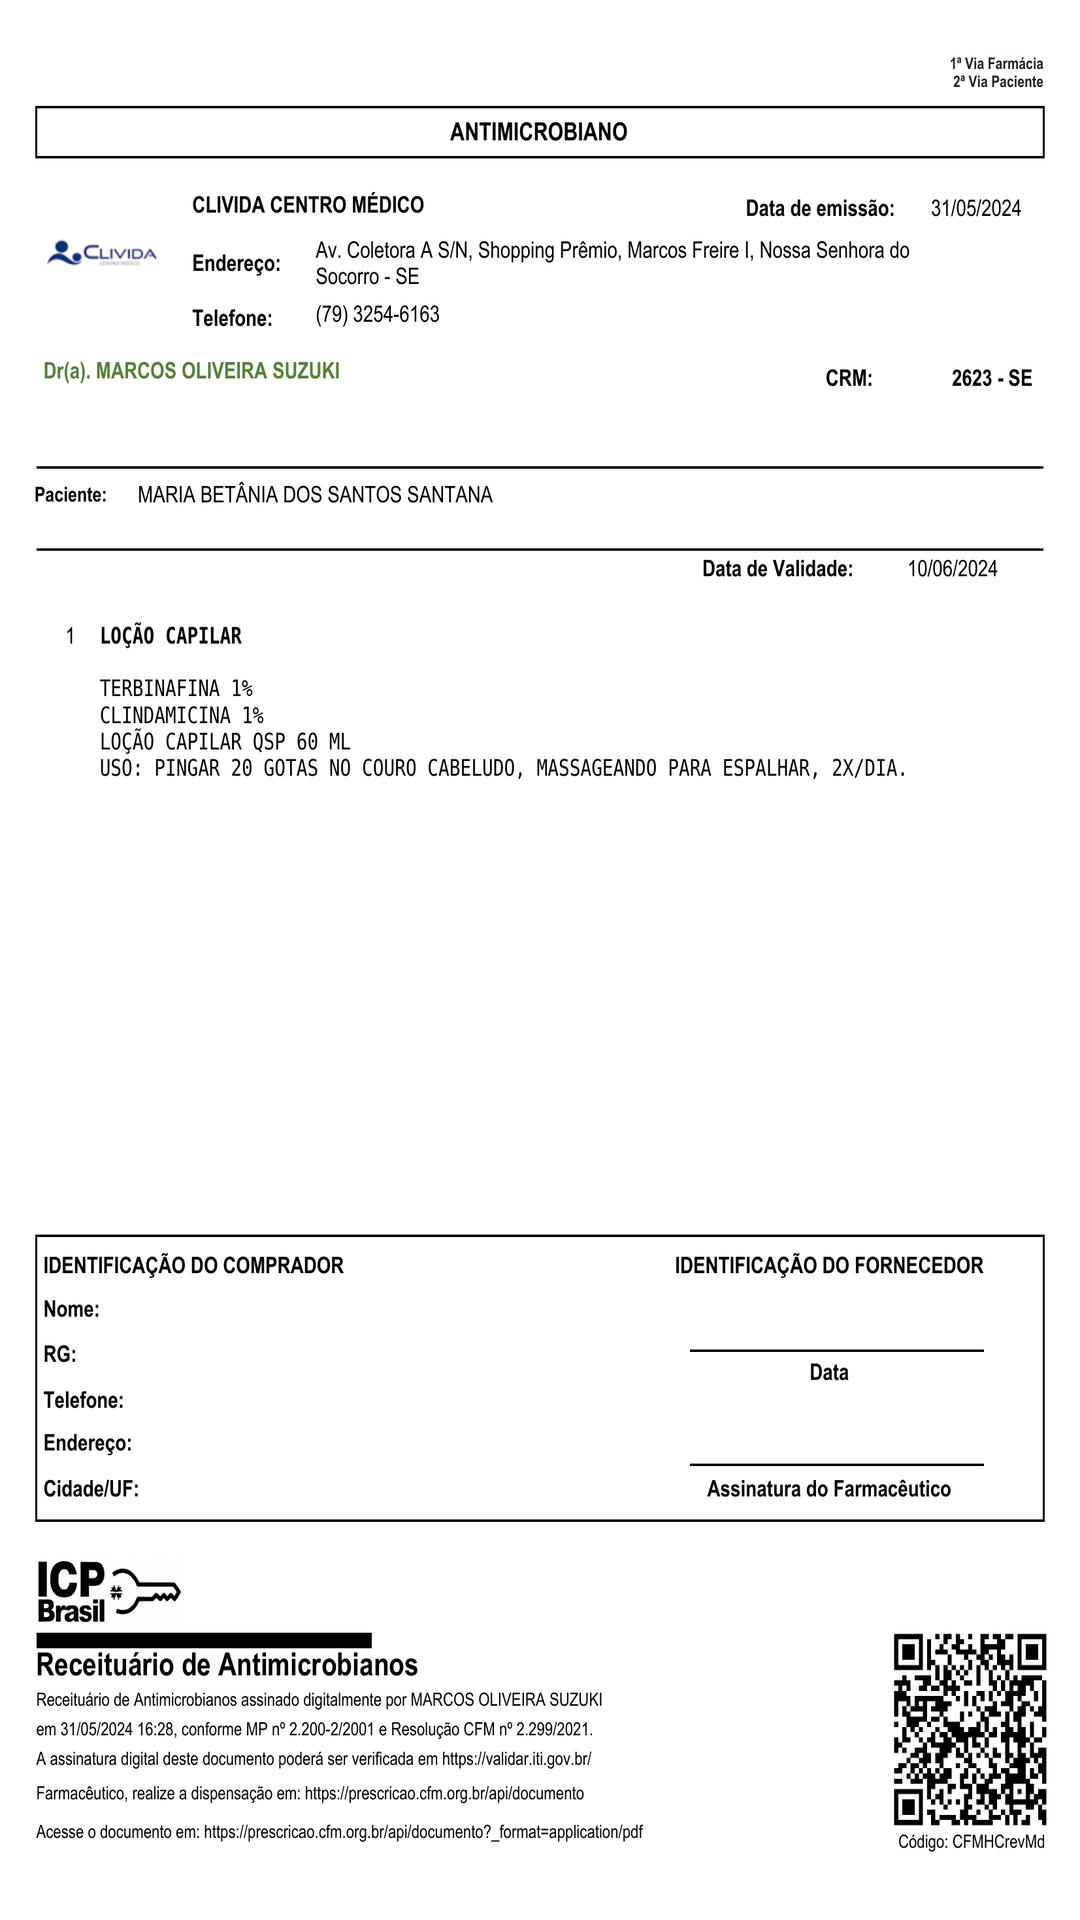 1ª Via Farmácia
2ª Via Paciente
ANTIMICROBIANO
CLIVIDA CENTRO MÉDICO
Data de emissão: 31/05/2024
CLIVIDA
CENTRO MÉDICO
Endereço: Av. Coletora A S/N, Shopping Prêmio, Marcos Freire I, Nossa Senhora do
Socorro - SE
Telefone: (79) 3254-6163
Dr(a). MARCOS OLIVEIRA SUZUKI
CRM: 2623 - SE
Paciente: MARIA BETÂNIA DOS SANTOS SANTANA
Data de Validade: 10/06/2024
1 LOÇÃO CAPILAR
TERBINAFINA 1%
CLINDAMICINA 1%
LOÇÃO CAPILAR QSP 60 ML
USO: PINGAR 20 GOTAS NO COURO CABELUDO, MASSAGEANDO PARA ESPALHAR, 2X/DIA.
IDENTIFICAÇÃO DO COMPRADOR
Nome:
RG:
Telefone:
Endereço:
Cidade/UF:
IDENTIFICAÇÃO DO FORNECEDOR
Data
Assinatura do Farmacêutico
ICP
Brasil
Receituário de Antimicrobianos
Receituário de Antimicrobianos assinado digitalmente por MARCOS OLIVEIRA SUZUKI
em 31/05/2024 16:28, conforme MP nº 2.200-2/2001 e Resolução CFM nº 2.299/2021.
A assinatura digital deste documento poderá ser verificada em https://validar.iti.gov.br/
Farmacêutico, realize a dispensação em: https://prescricao.cfm.org.br/api/documento
Acesse o documento em: https://prescricao.cfm.org.br/api/documento?_format=application/pdf
Código: CFMHCrevMd